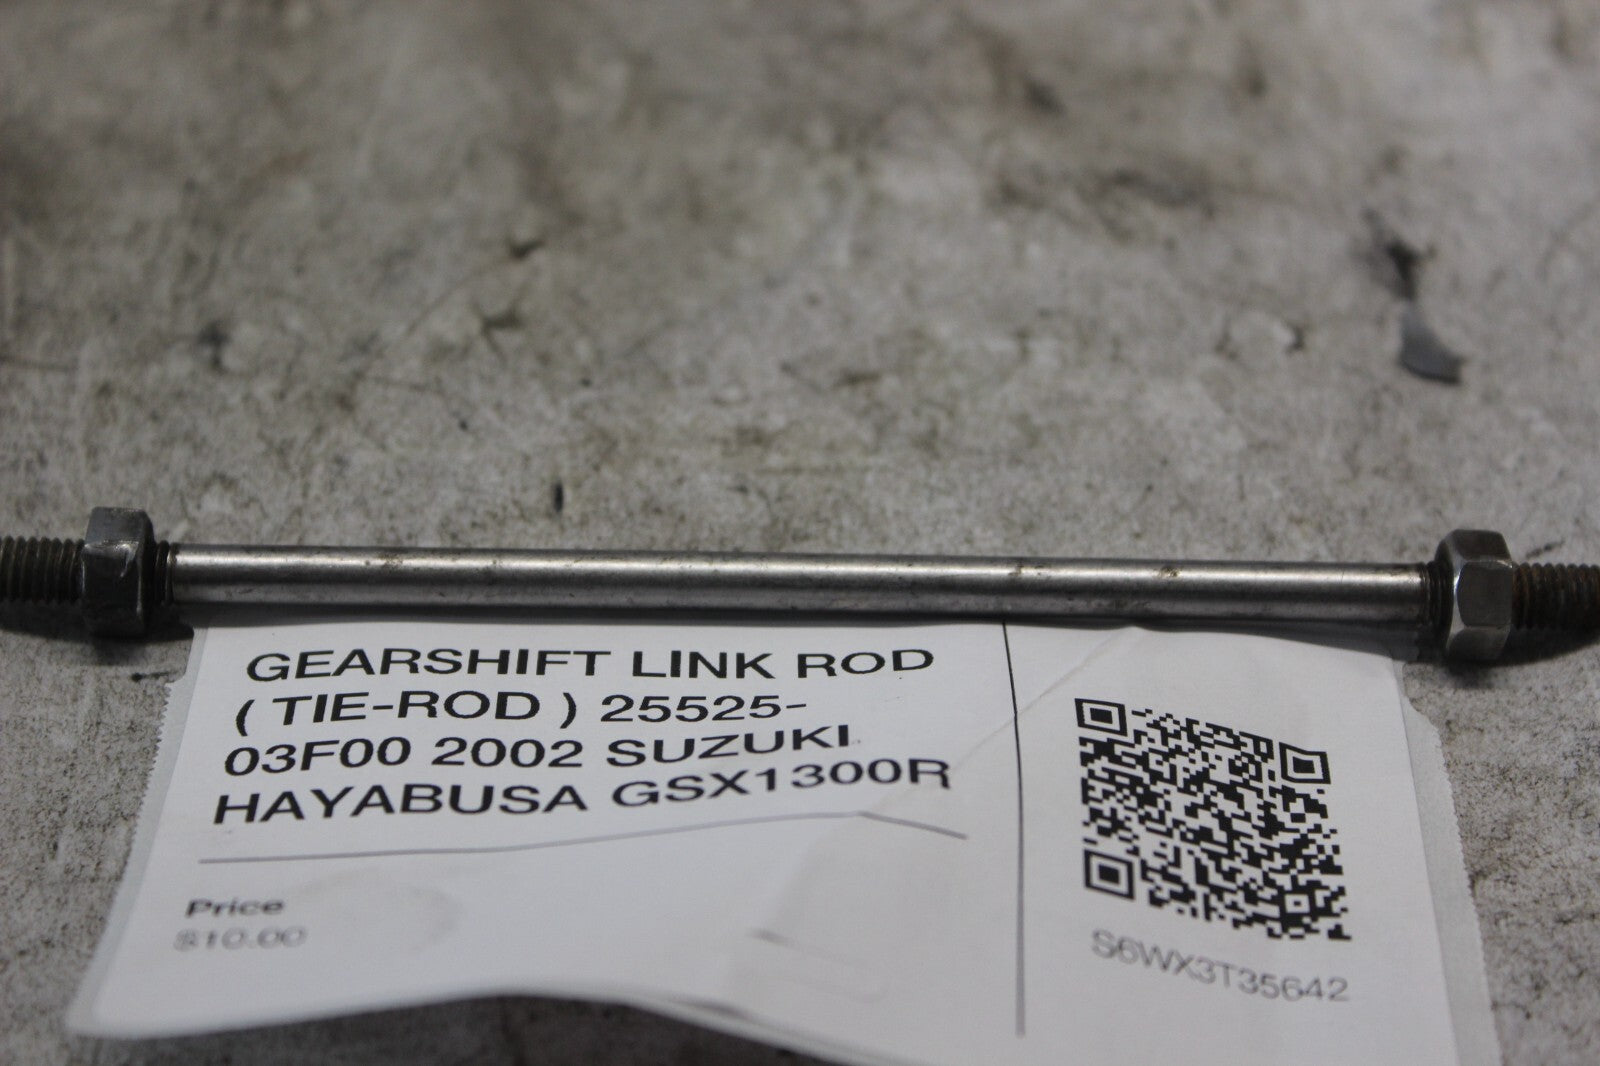 GEARSHIFT LINK ROD
( TIE-ROD ) 25525-
03F00 2002 SUZUKI
HAYABUSA GSX1300R
Price
$10.00
S6WX3T35642